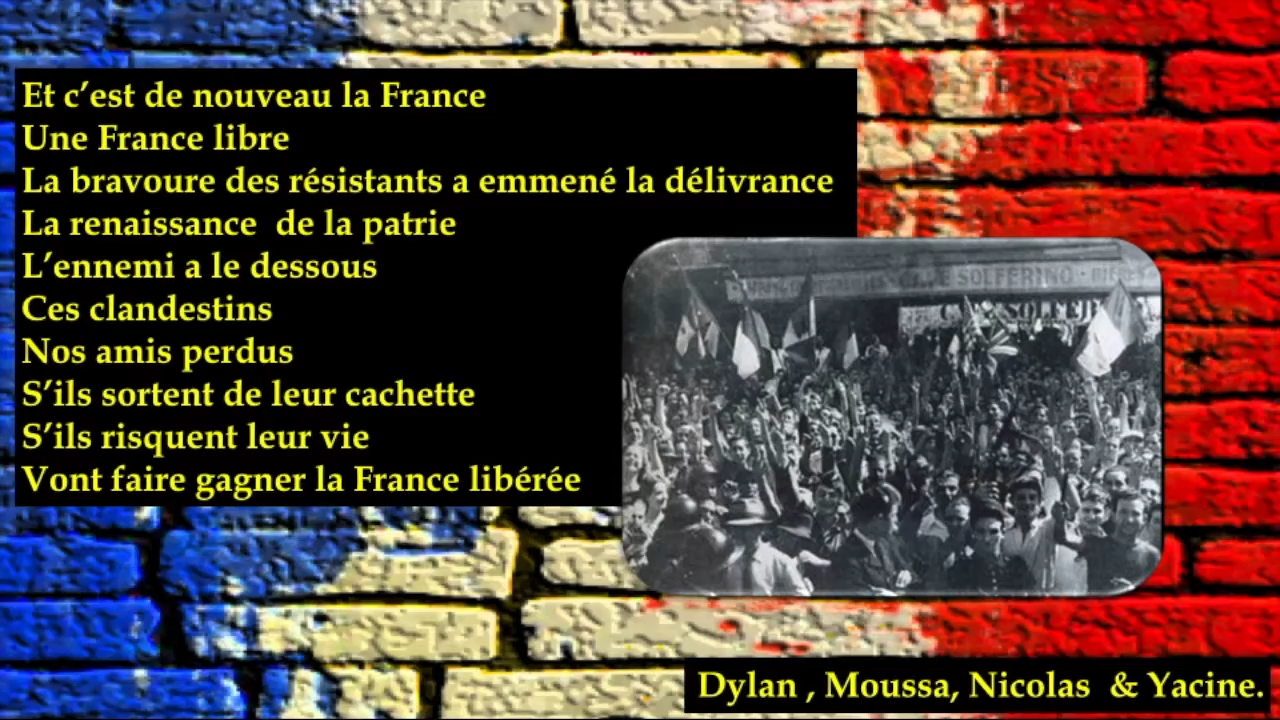 Et c’est de nouveau la France
Une France libre
La bravoure des résistants a emmené la délivrance
La renaissance  de la patrie
L’ennemi a le dessous
Ces clandestins
Nos amis perdus
S’ils sortent de leur cachette
S’ils risquent leur vie
Vont faire gagner la France libérée
SOLFERINO
Dylan , Moussa, Nicolas  & Yacine.